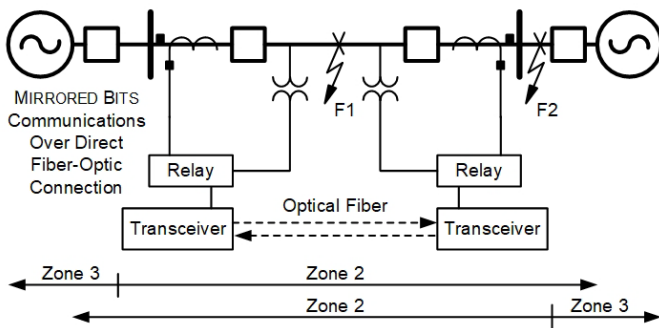 MIRRORED BITS
Communications
Over Direct
Fiber-Optic
Connection
F1
F2
Relay
Relay
Optical Fiber
Transceiver
Transceiver
Zone 3
Zone 2
Zone 2
Zone 3